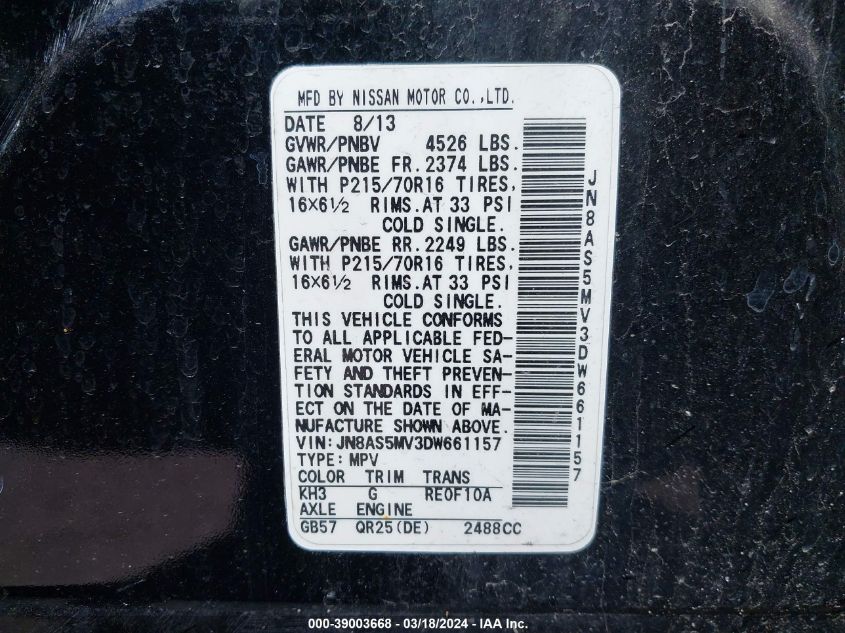 MFD BY NISSAN MOTOR CO.,LTD.
DATE 8/13
GVWR/PNBV 4526 LBS.
GAWR/PNBE FR. 2374 LBS.
WITH P215/70R16 TIRES,
16×6½ RIMS. AT 33 PSI
COLD SINGLE.
GAWR/PNBE RR. 2249 LBS.
WITH P215/70R16 TIRES,
16×6½ RIMS. AT 33 PSI
COLD SINGLE.
THIS VEHICLE CONFORMS
TO ALL APPLICABLE FED-
ERAL MOTOR VEHICLE SA-
FETY AND THEFT PREVEN-
TION STANDARDS IN EFF-
ECT ON THE DATE OF MA-
NUFACTURE SHOWN ABOVE.
VIN:JN8AS5MV3DW661157
TYPE:MPV
COLOR TRIM TRANS
KH3 G RE0F10A
AXLE ENGINE
GB57 QR25(DE) 2488CC
JN8AS5MV3DW661157
000-39003668 - 03/18/2024 - IAA Inc.